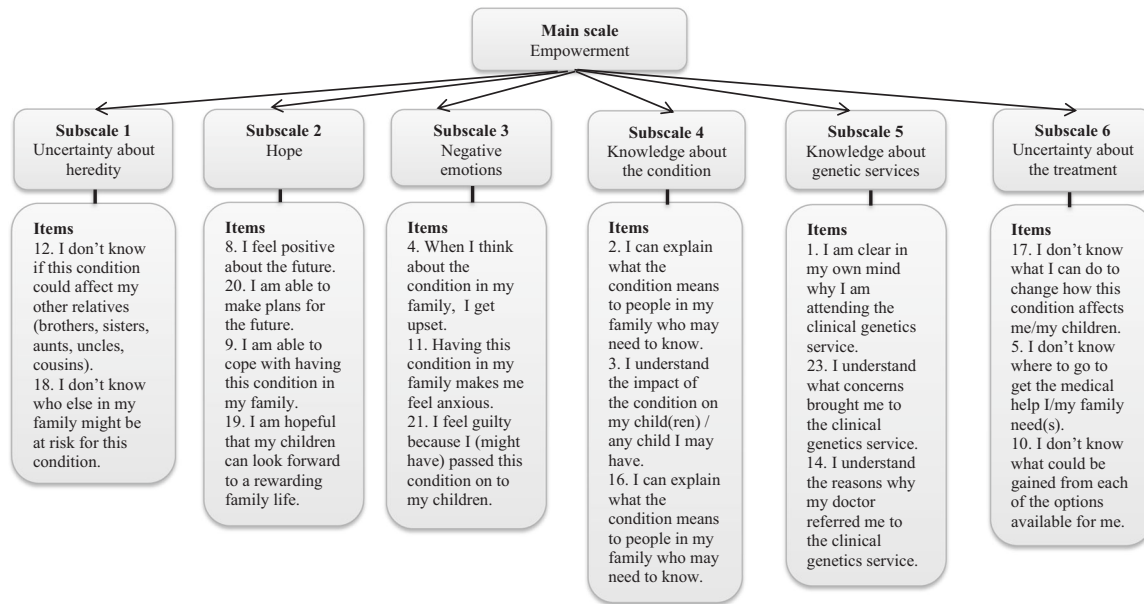 Main scale
Empowerment
Subscale 1
Uncertainty about
heredity
Subscale 2
Hope
Subscale 3
Negative
emotions
Subscale 4
Knowledge about
the condition
Subscale 5
Knowledge about
genetic services
Subscale 6
Uncertainty about
the treatment
Items
12. I don’t know
if this condition
could affect my
other relatives
(brothers, sisters,
aunts, uncles,
cousins).
18. I don’t know
who else in my
family might be
at risk for this
condition.
Items
8. I feel positive
about the future.
20. I am able to
make plans for
the future.
9. I am able to
cope with having
this condition in
my family.
19. I am hopeful
that my children
can look forward
to a rewarding
family life.
Items
4. When I think
about the
condition in my
family, I get
upset.
11. Having this
condition in my
family makes me
feel anxious.
21. I feel guilty
because I (might
have) passed this
condition on to
my children.
Items
2. I can explain
what the
condition means
to people in my
family who may
need to know.
3. I understand
the impact of
the condition on
my child(ren) /
any child I may
have.
16. I can explain
what the
condition means
to people in my
family who may
need to know.
Items
1. I am clear in
my own mind
why I am
attending the
clinical genetics
service.
23. I understand
what concerns
brought me to
the clinical
genetics service.
14. I understand
the reasons why
my doctor
referred me to
the clinical
genetics service.
Items
17. I don’t know
what I can do to
change how this
condition affects
me/my children.
5. I don’t know
where to go to
get the medical
help I/my family
need(s).
10. I don’t know
what could be
gained from each
of the options
available for me.